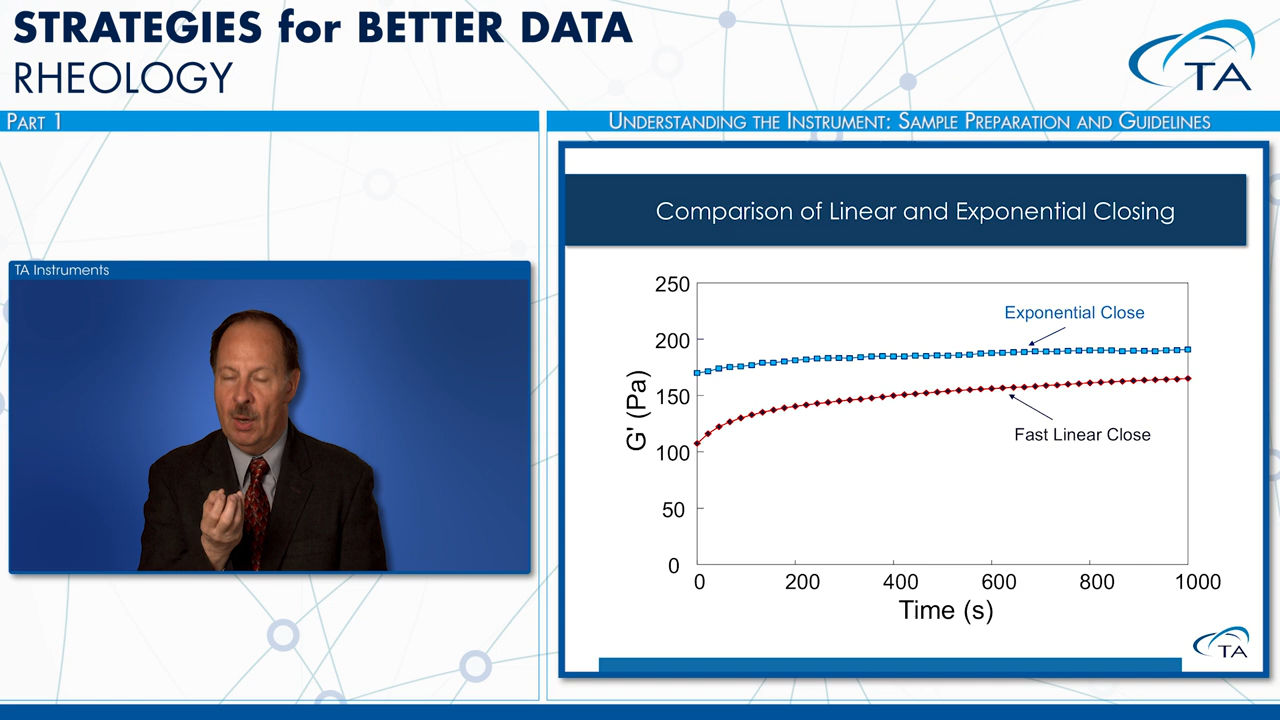 STRATEGIES for BETTER DATA
RHEOLOGY
TA
PART 1
UNDERSTANDING THE INSTRUMENT: SAMPLE PREPARATION AND GUIDELINES
TA Instruments
Comparison of Linear and Exponential Closing
250
200
150
100
50
0
G' (Pa)
Exponential Close
Fast Linear Close
0 200 400 600 800 1000
Time (s)
TA